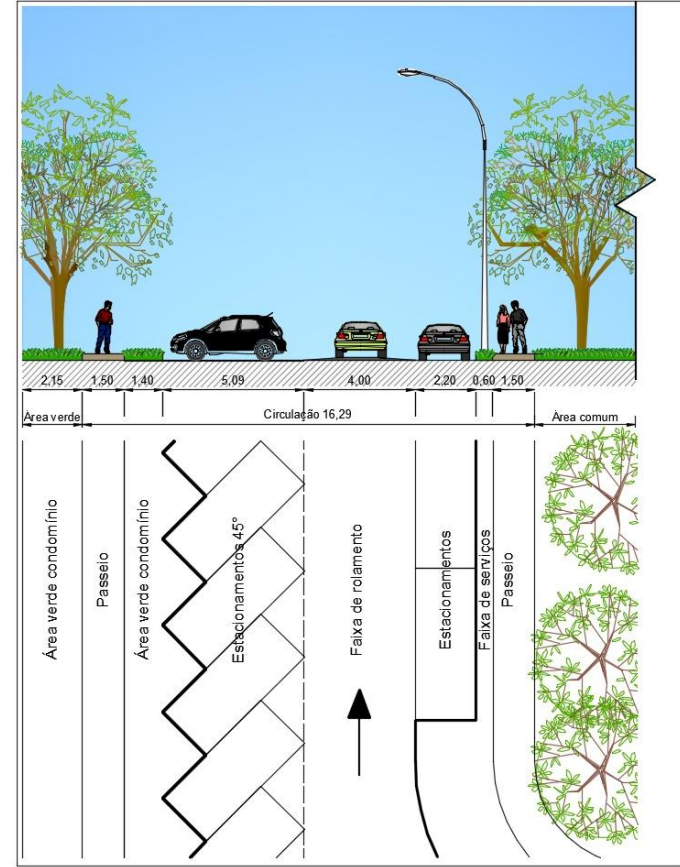 2,15 1,50 1,40 5,09 4,00 2,20 0,60 1,50
Área verde Circulação 16,29 Área comum
Área verde condomínio
Passeio
Área verde condomínio
Estacionamentos 45°
Faixa de rolamento
Estacionamentos
Faixa de serviços
Passeio